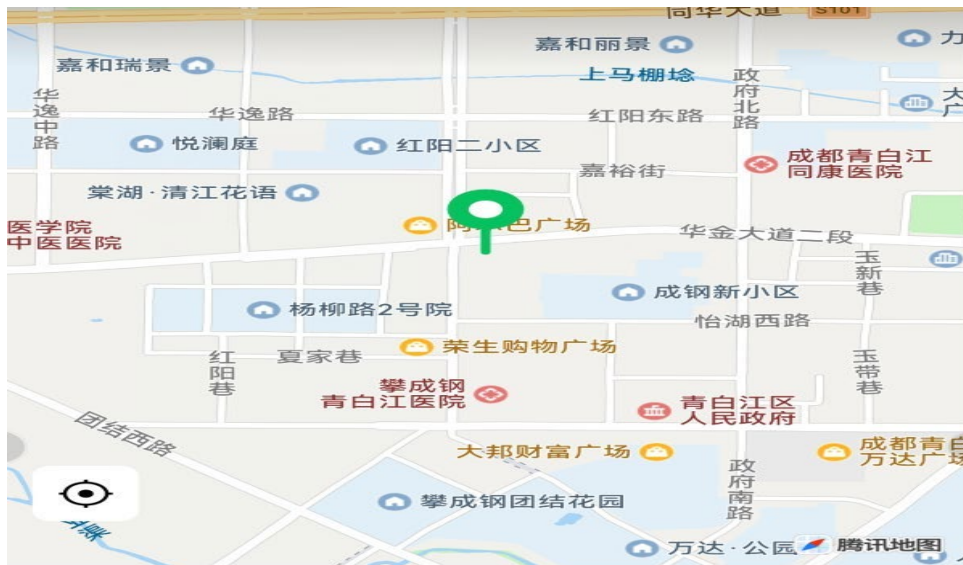 同华大道
S101
嘉和丽景
力
嘉和瑞景
上马棚埝
政府北路
华逸中路
华逸路
红阳东路
大
广
悦澜庭
红阳二小区
嘉裕街
成都青白江
同康医院
棠湖·清江花语
医学院
中医医院
巴广场
华金大道二段
玉新巷
成钢新小区
杨柳路2号院
怡湖西路
荣生购物广场
红阳巷
夏家巷
玉带巷
攀成钢
青白江医院
青白江区
人民政府
团结西路
大邦财富广场
成都青白
万达广场
政府南路
攀成钢团结花园
万达·公园
腾讯地图